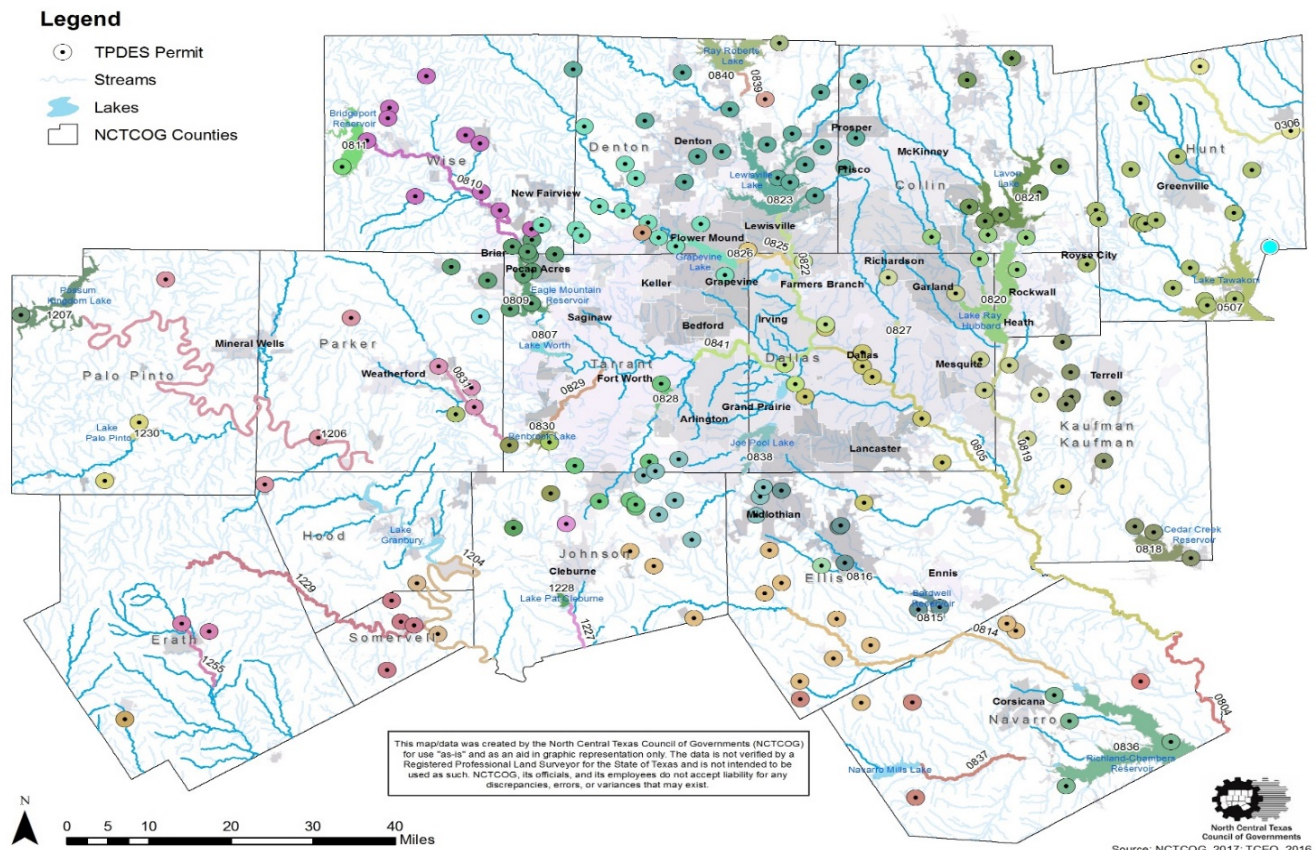 Legend
TPDES Permit
Streams
Lakes
NCTCOG Counties
Ray Roberts
Lake
0840
0839
0306
Bridgeport
Reservoir
0811
Wise
0810
Denton
Denton
Prosper
Frisco
McKinney
Collin
Lavon
Lake
0821
Hunt
Greenville
New Fairview
Lewisville
Lake
0823
Lewisville
Flower Mound
0825
0826
0822
Briar
Pecan Acres
Grapevine
Lake
Grapevine
Keller
Richardson
Farmers Branch
Garland
Royse City
0820
Rockwall
Lake Tawakoni
0507
Possum
Kingdom Lake
1207
0809
Eagle Mountain
Reservoir
Saginaw
Bedford
Irving
Lake Ray
Hubbard
Heath
Mineral Wells
Parker
0807
Lake Worth
Tarrant
0841
Dallas
Dallas
0827
Mesquite
Terrell
Palo Pinto
Weatherford
0831
0829
Fort Worth
0828
Arlington
Grand Prairie
Kaufman
Kaufman
Lake
Palo Pinto
1230
1206
0830
Benbrook Lake
Joe Pool Lake
0838
Lancaster
0805
0819
Hood
Lake
Granbury
1204
Johnson
Cleburne
1228
Lake Pat Cleburne
1227
Midlothian
Ellis
0816
Ennis
Bardwell
Reservoir
0815
Cedar Creek
Reservoir
0818
1229
Somervell
Erath
1255
0814
0804
Corsicana
Navarro
0836
Richland-Chambers
Reservoir
Navarro Mills Lake
0837
This map/data was created by the North Central Texas Council of Governments (NCTCOG)
for use "as-is" and as an aid in graphic representation only. The data is not verified by a
Registered Professional Land Surveyor for the State of Texas and is not intended to be
used as such. NCTCOG, its officials, and its employees do not accept liability for any
discrepancies, errors, or variances that may exist.
N
0 5 10 20 30 40
Miles
North Central Texas
Council of Governments
Source: NCTCOG, 2017; TCEQ, 2016